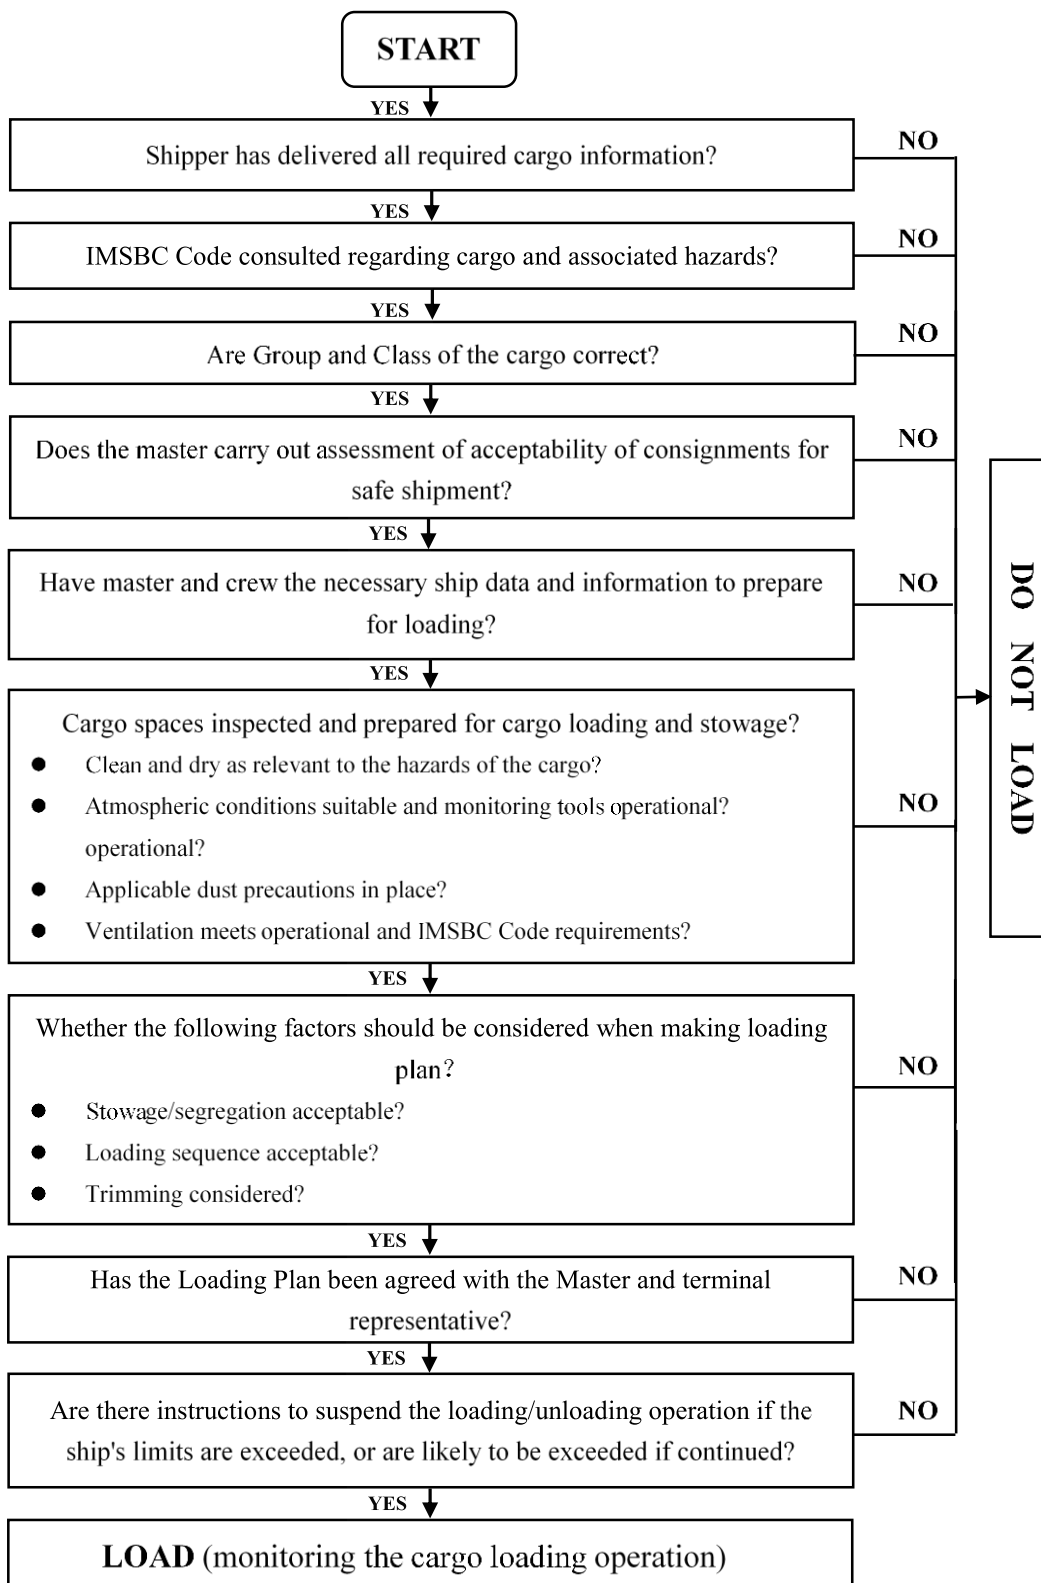 START
YES
Shipper has delivered all required cargo information?
NO
YES
IMSBC Code consulted regarding cargo and associated hazards?
NO
YES
Are Group and Class of the cargo correct?
NO
YES
Does the master carry out assessment of acceptability of consignments for
safe shipment?
NO
YES
Have master and crew the necessary ship data and information to prepare
for loading?
NO
YES
Cargo spaces inspected and prepared for cargo loading and stowage?
● Clean and dry as relevant to the hazards of the cargo?
● Atmospheric conditions suitable and monitoring tools operational?
operational?
● Applicable dust precautions in place?
● Ventilation meets operational and IMSBC Code requirements?
NO
YES
Whether the following factors should be considered when making loading
plan?
● Stowage/segregation acceptable?
● Loading sequence acceptable?
● Trimming considered?
NO
YES
Has the Loading Plan been agreed with the Master and terminal
representative?
NO
YES
Are there instructions to suspend the loading/unloading operation if the
ship's limits are exceeded, or are likely to be exceeded if continued?
NO
YES
LOAD (monitoring the cargo loading operation)
DO NOT LOAD